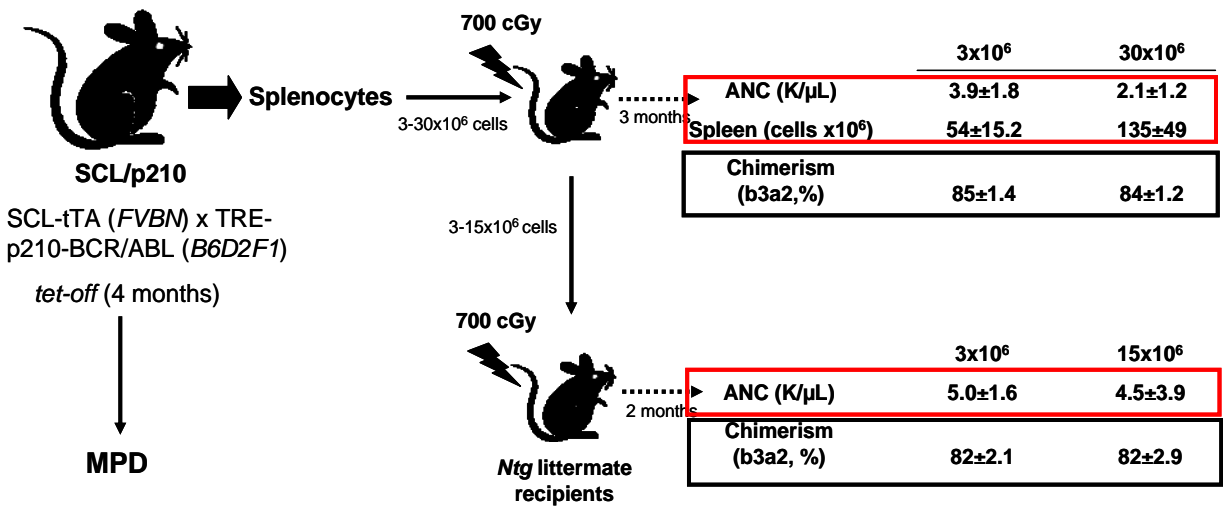 700 cGy
3x10⁶ 30x10⁶
Splenocytes
3-30x10⁶ cells
3 months
ANC (K/µL) 3.9±1.8 2.1±1.2
Spleen (cells x10⁶) 54±15.2 135±49
Chimerism
(b3a2,%) 85±1.4 84±1.2
SCL/p210
SCL-tTA (FVBN) x TRE-
p210-BCR/ABL (B6D2F1)
tet-off (4 months)
MPD
3-15x10⁶ cells
700 cGy
3x10⁶ 15x10⁶
2 months
ANC (K/µL) 5.0±1.6 4.5±3.9
Chimerism
(b3a2, %) 82±2.1 82±2.9
Ntg littermate
recipients